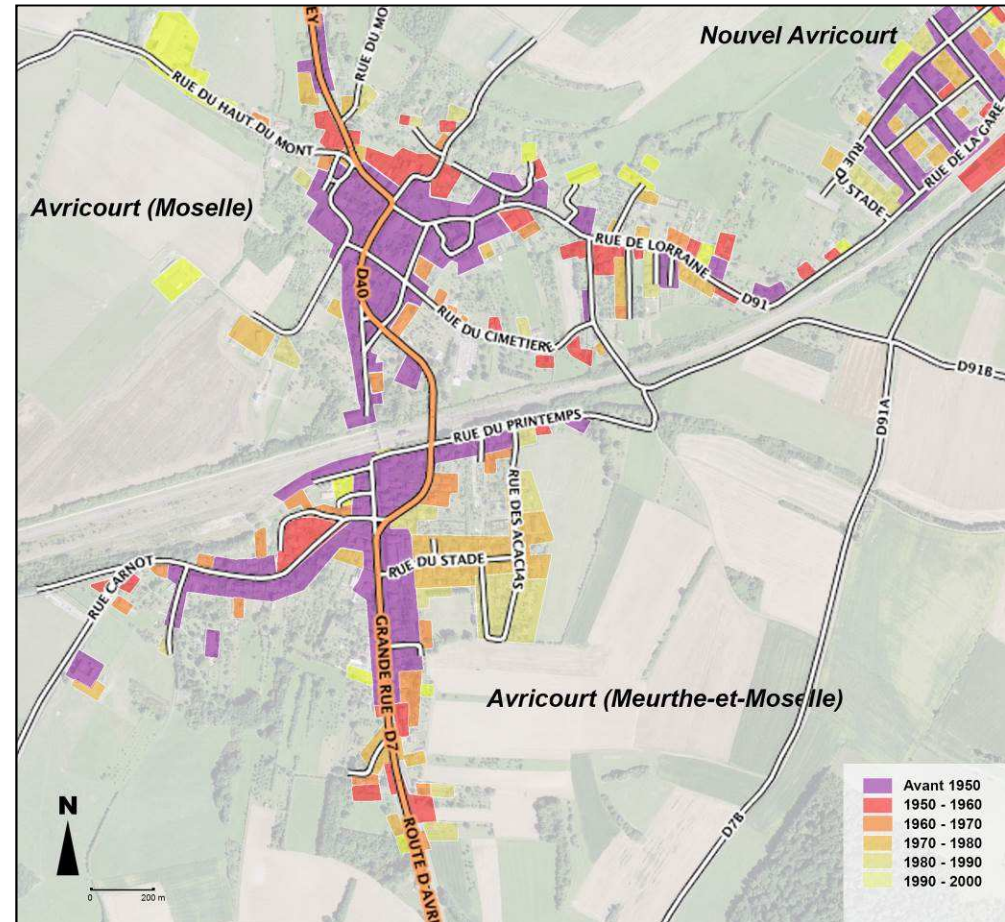 EY
RUE DU MO
Nouvel Avricourt
RUE DU HAUT DU MONT
RUE DE LA GARE
RUE DU STADE
Avricourt (Moselle)
RUE DE LORRAINE
D40
D91
RUE DU CIMETIERE
D91B
D91A
RUE DU PRINTEMPS
RUE DES ACACIAS
RUE DU STADE
RUE CARNOT
GRANDE RUE
D7
Avricourt (Meurthe-et-Moselle)
D7B
ROUTE D'AVRI
N
0 200 m
Avant 1950
1950 - 1960
1960 - 1970
1970 - 1980
1980 - 1990
1990 - 2000